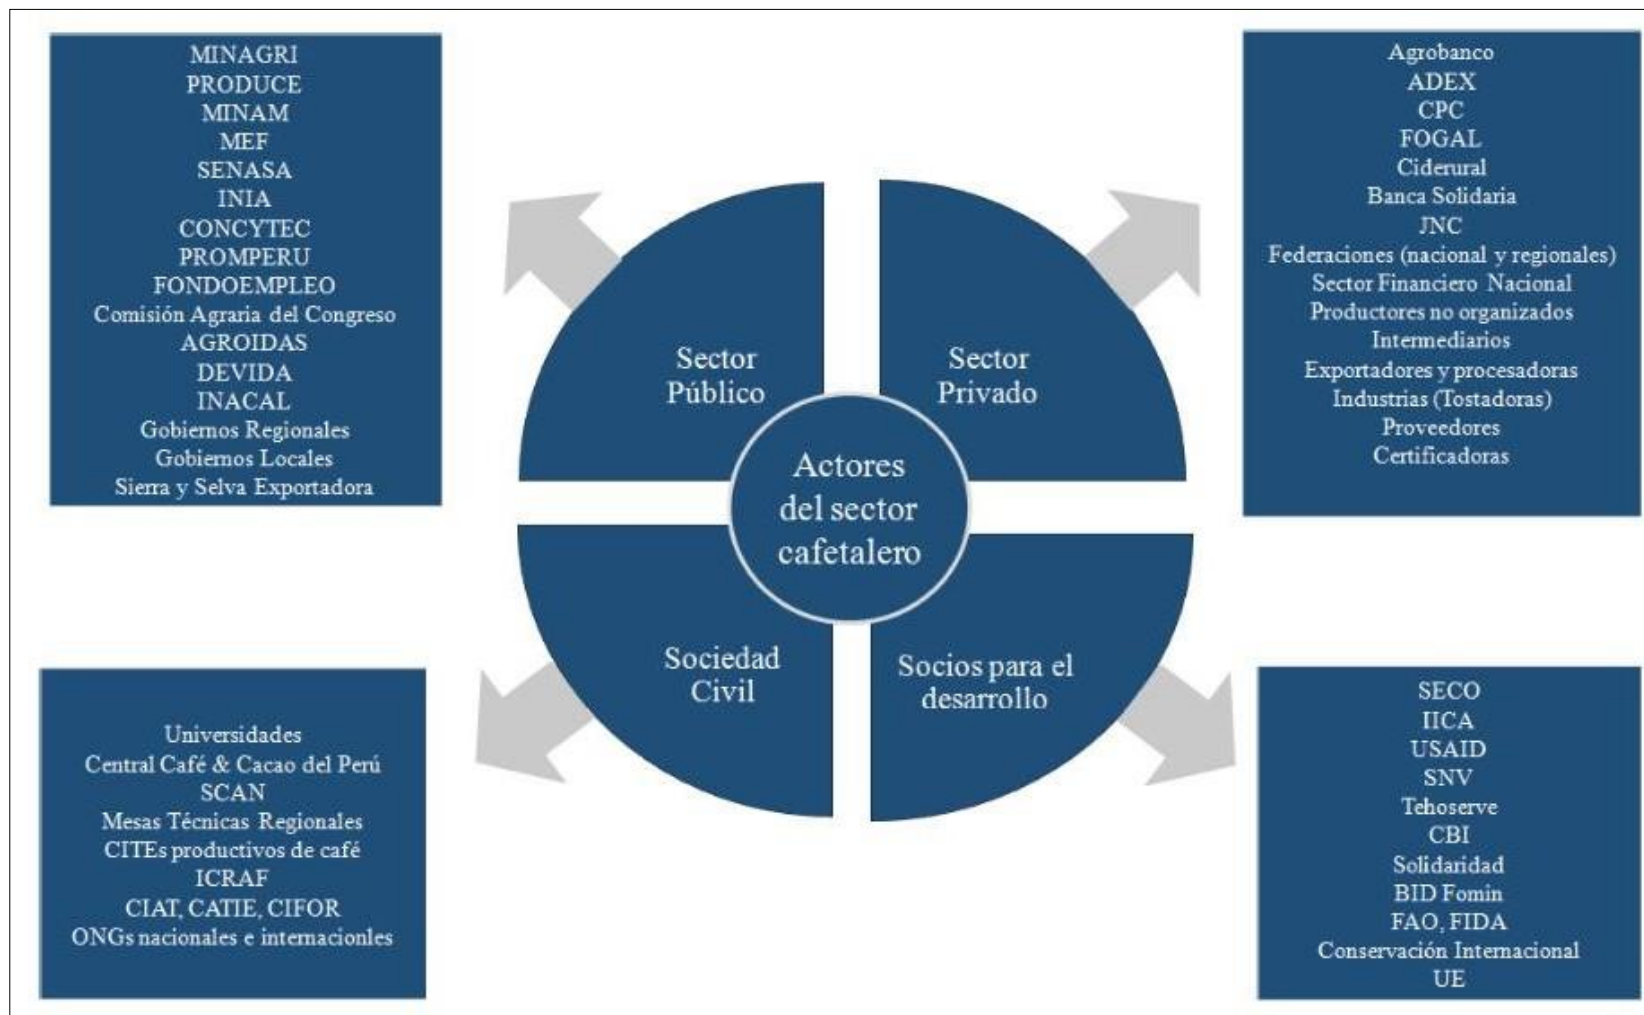 MINAGRI
PRODUCE
MINAM
MEF
SENASA
INIA
CONCYTEC
PROMPERU
FONDOEMPLEO
Comisión Agraria del Congreso
AGROIDAS
DEVIDA
INACAL
Gobiernos Regionales
Gobiernos Locales
Sierra y Selva Exportadora
Agrobanco
ADEX
CPC
FOGAL
Ciderural
Banca Solidaria
JNC
Federaciones (nacional y regionales)
Sector Financiero Nacional
Productores no organizados
Intermediarios
Exportadores y procesadoras
Industrias (Tostadoras)
Proveedores
Certificadoras
Sector
Público
Sector
Privado
Actores
del sector
cafetalero
Sociedad
Civil
Socios para el
desarrollo
Universidades
Central Café & Cacao del Perú
SCAN
Mesas Técnicas Regionales
CITEs productivos de café
ICRAF
CIAT, CATIE, CIFOR
ONGs nacionales e internacionles
SECO
IICA
USAID
SNV
Tehoserve
CBI
Solidaridad
BID Fomin
FAO, FIDA
Conservación Internacional
UE